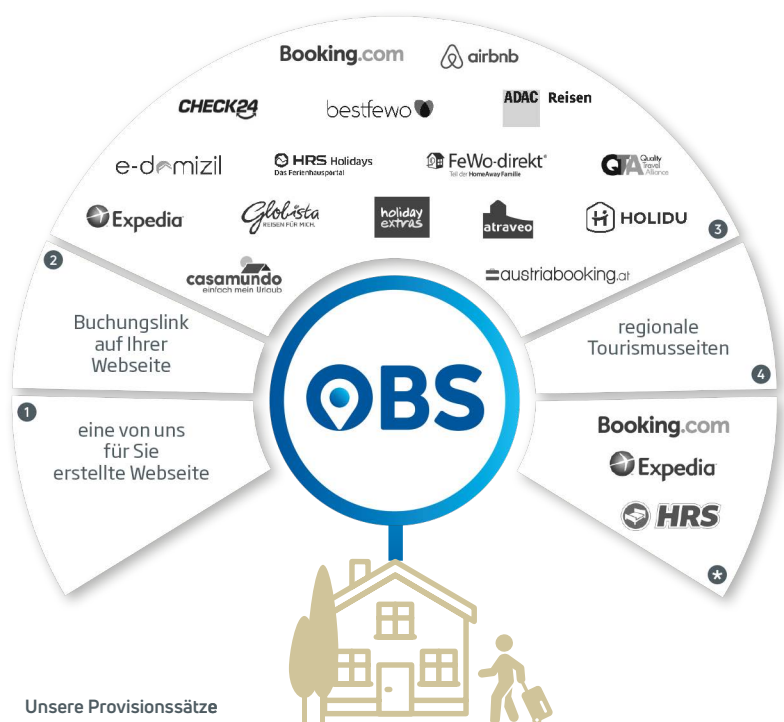 Booking.com
airbnb
CHECK24
bestfewo
ADAC Reisen
e-domizil
HRS Holidays
Das Ferienhausportal
FeWo-direkt®
Teil der HomeAway Familie
QTA Quality
Travel
Alliance
Expedia
Globista
REISEN FÜR MICH.
holiday
extras
atraveo
HOLIDU
3
2
casamundo
einfach mein Urlaub
austriabooking.at
Buchungslink
auf Ihrer
Webseite
regionale
Tourismusseiten
4
OBS
1
eine von uns
für Sie
erstellte Webseite
Booking.com
Expedia
HRS
*
Unsere Provisionssätze